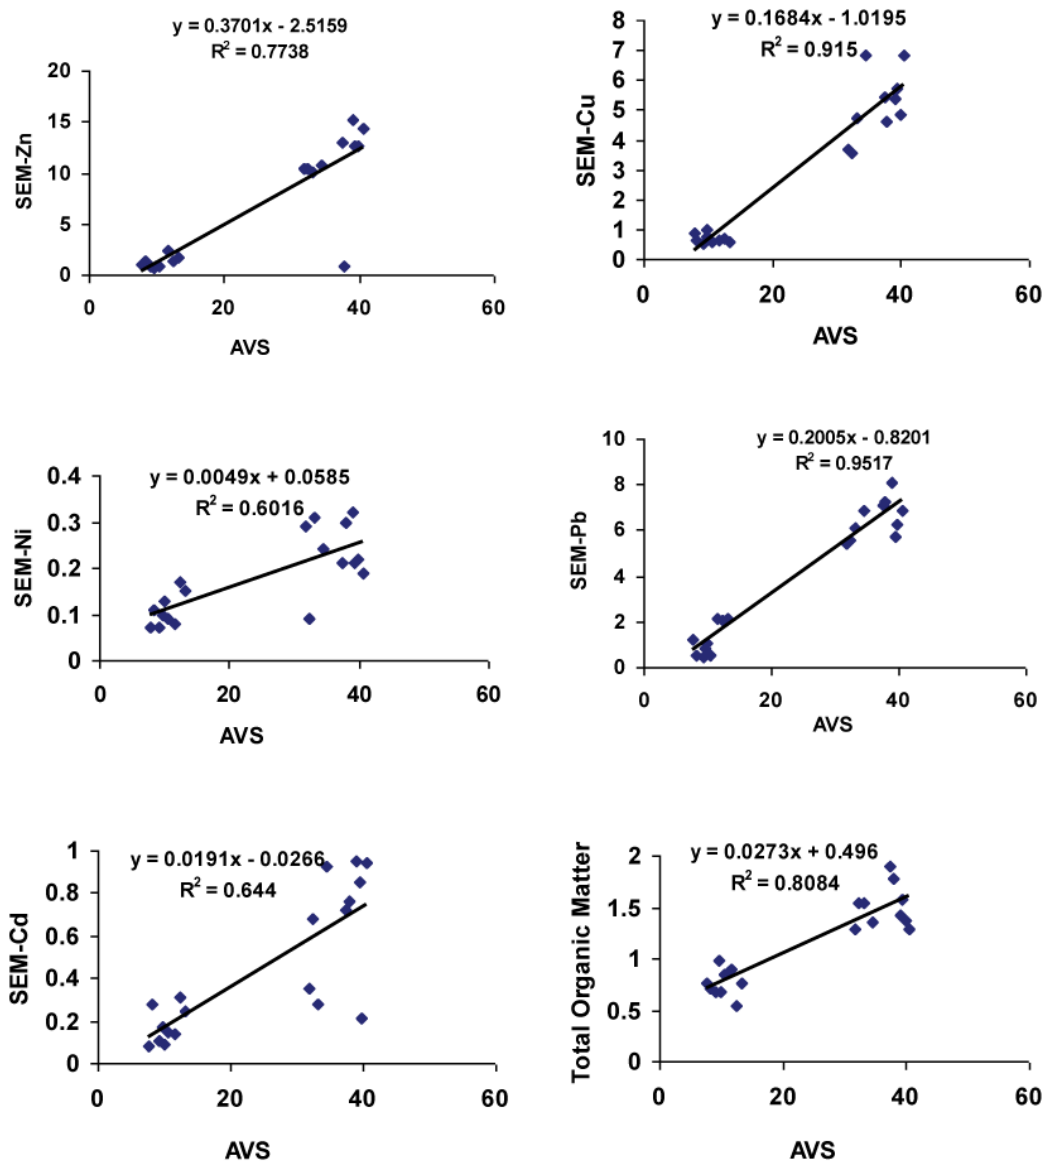 y = 0.3701x - 2.5159
R² = 0.7738
20
15
10
5
0
0 20 40 60
SEM-Zn
AVS
y = 0.1684x - 1.0195
R² = 0.915
8
7
6
5
4
3
2
1
0
0 20 40 60
SEM-Cu
AVS
y = 0.0049x + 0.0585
R² = 0.6016
0.4
0.3
0.2
0.1
0
0 20 40 60
SEM-Ni
AVS
y = 0.2005x - 0.8201
R² = 0.9517
10
8
6
4
2
0
0 20 40 60
SEM-Pb
AVS
y = 0.0191x - 0.0266
R² = 0.644
1
0.8
0.6
0.4
0.2
0
0 20 40 60
SEM-Cd
AVS
y = 0.0273x + 0.496
R² = 0.8084
2
1.5
1
0.5
0
0 20 40 60
Total Organic Matter
AVS